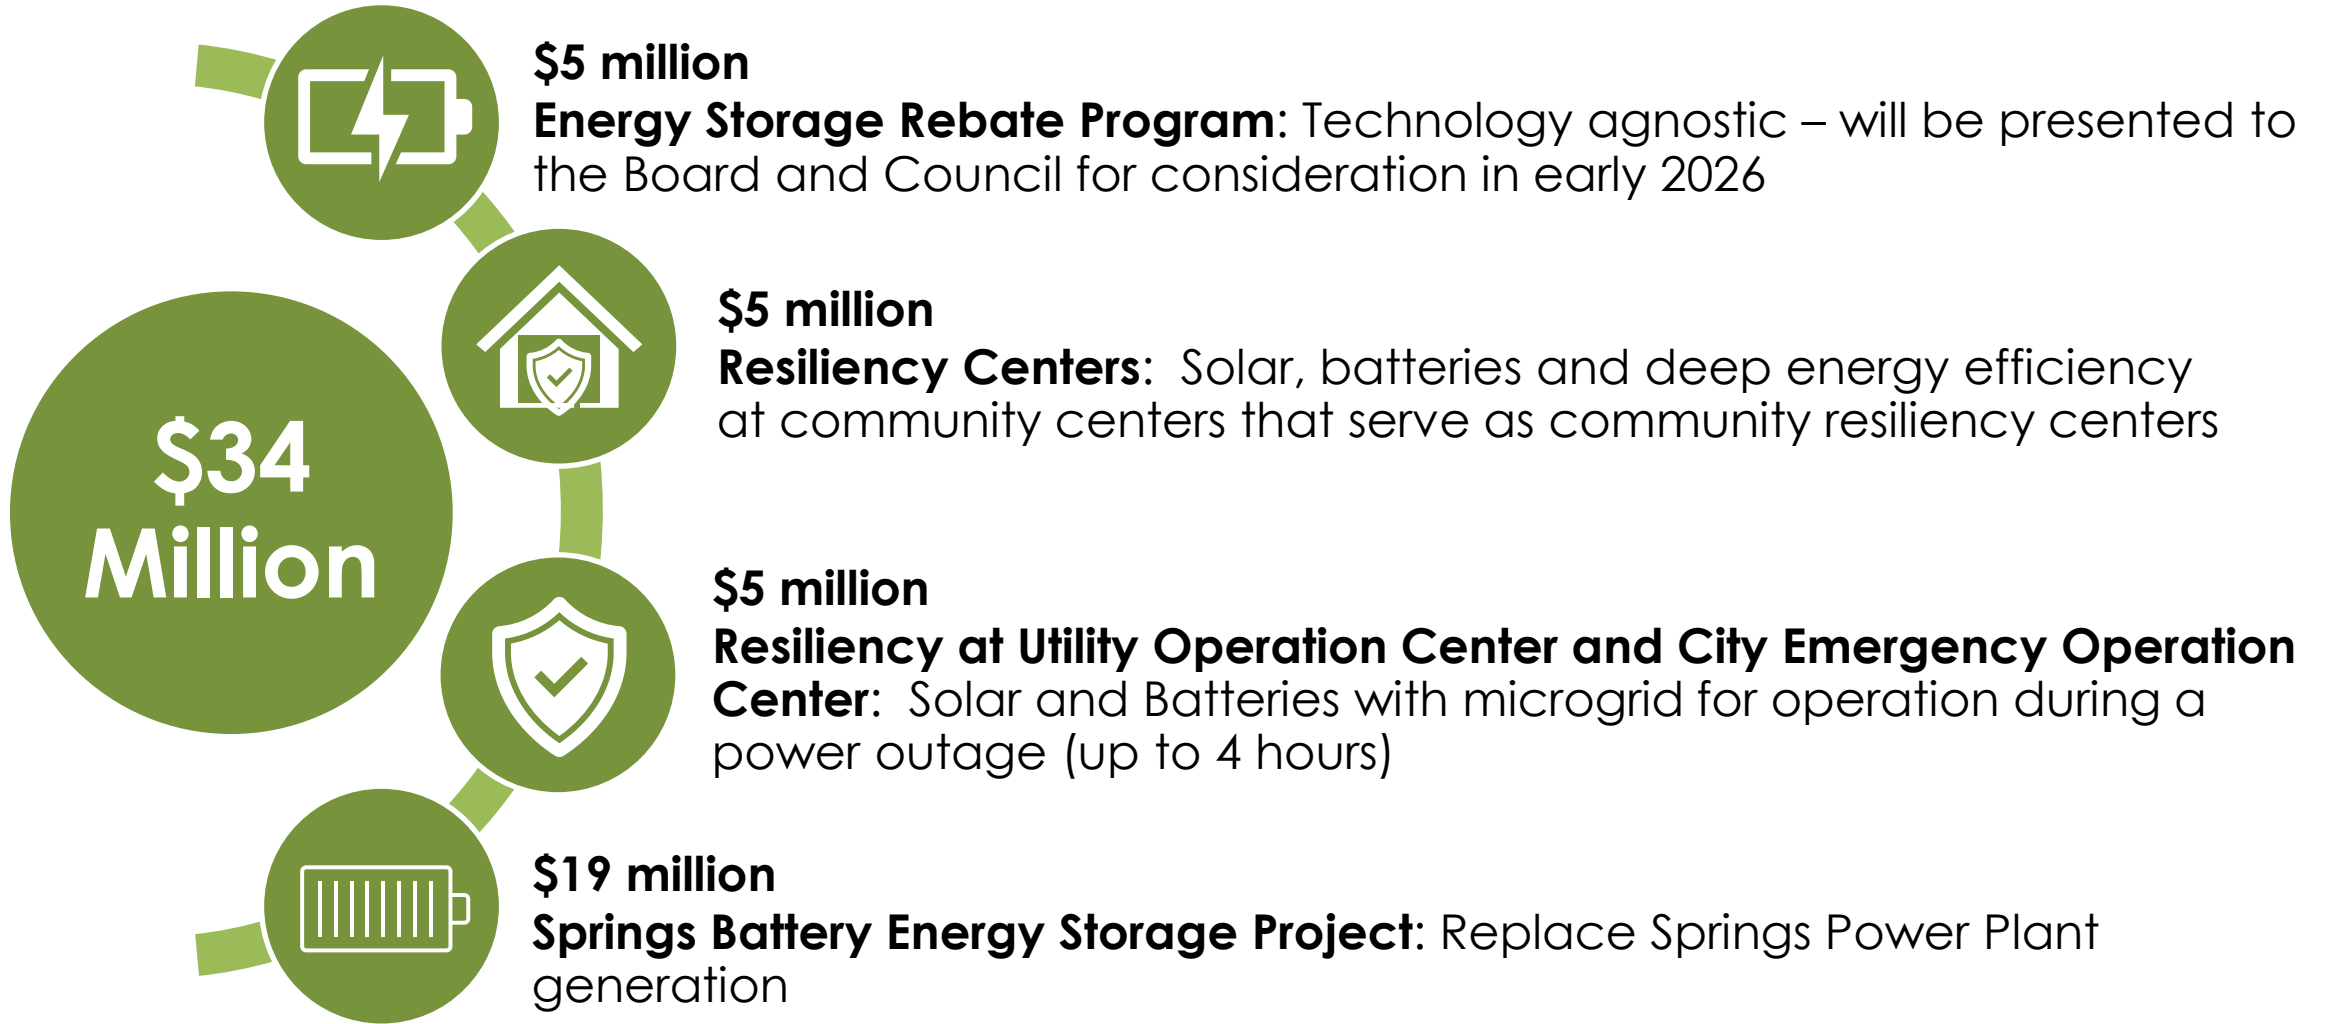 $5 million
Energy Storage Rebate Program: Technology agnostic – will be presented to
the Board and Council for consideration in early 2026
$5 million
Resiliency Centers:  Solar, batteries and deep energy efficiency
at community centers that serve as community resiliency centers
$34
Million
$5 million
Resiliency at Utility Operation Center and City Emergency Operation
Center:  Solar and Batteries with microgrid for operation during a
power outage (up to 4 hours)
$19 million
Springs Battery Energy Storage Project: Replace Springs Power Plant
generation